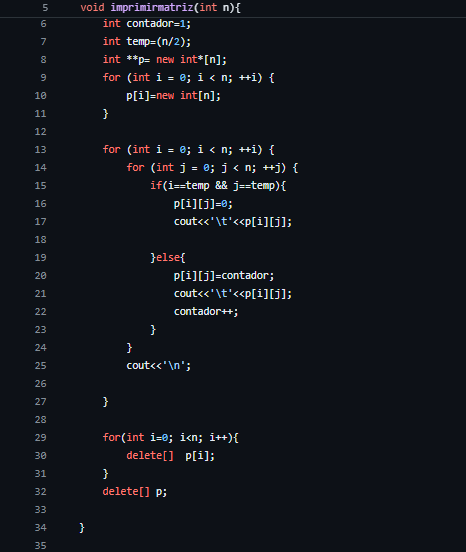 5 void imprimirmatriz(int n){
6 int contador=1;
7 int temp=(n/2);
8 int **p= new int*[n];
9 for (int i = 0; i < n; ++i) {
10 p[i]=new int[n];
11 }
12
13 for (int i = 0; i < n; ++i) {
14 for (int j = 0; j < n; ++j) {
15 if(i==temp && j==temp){
16 p[i][j]=0;
17 cout<<'\t'<<p[i][j];
18
19 }else{
20 p[i][j]=contador;
21 cout<<'\t'<<p[i][j];
22 contador++;
23 }
24 }
25 cout<<'\n';
26
27 }
28
29 for(int i=0; i<n; i++){
30 delete[]  p[i];
31 }
32 delete[] p;
33
34 }
35